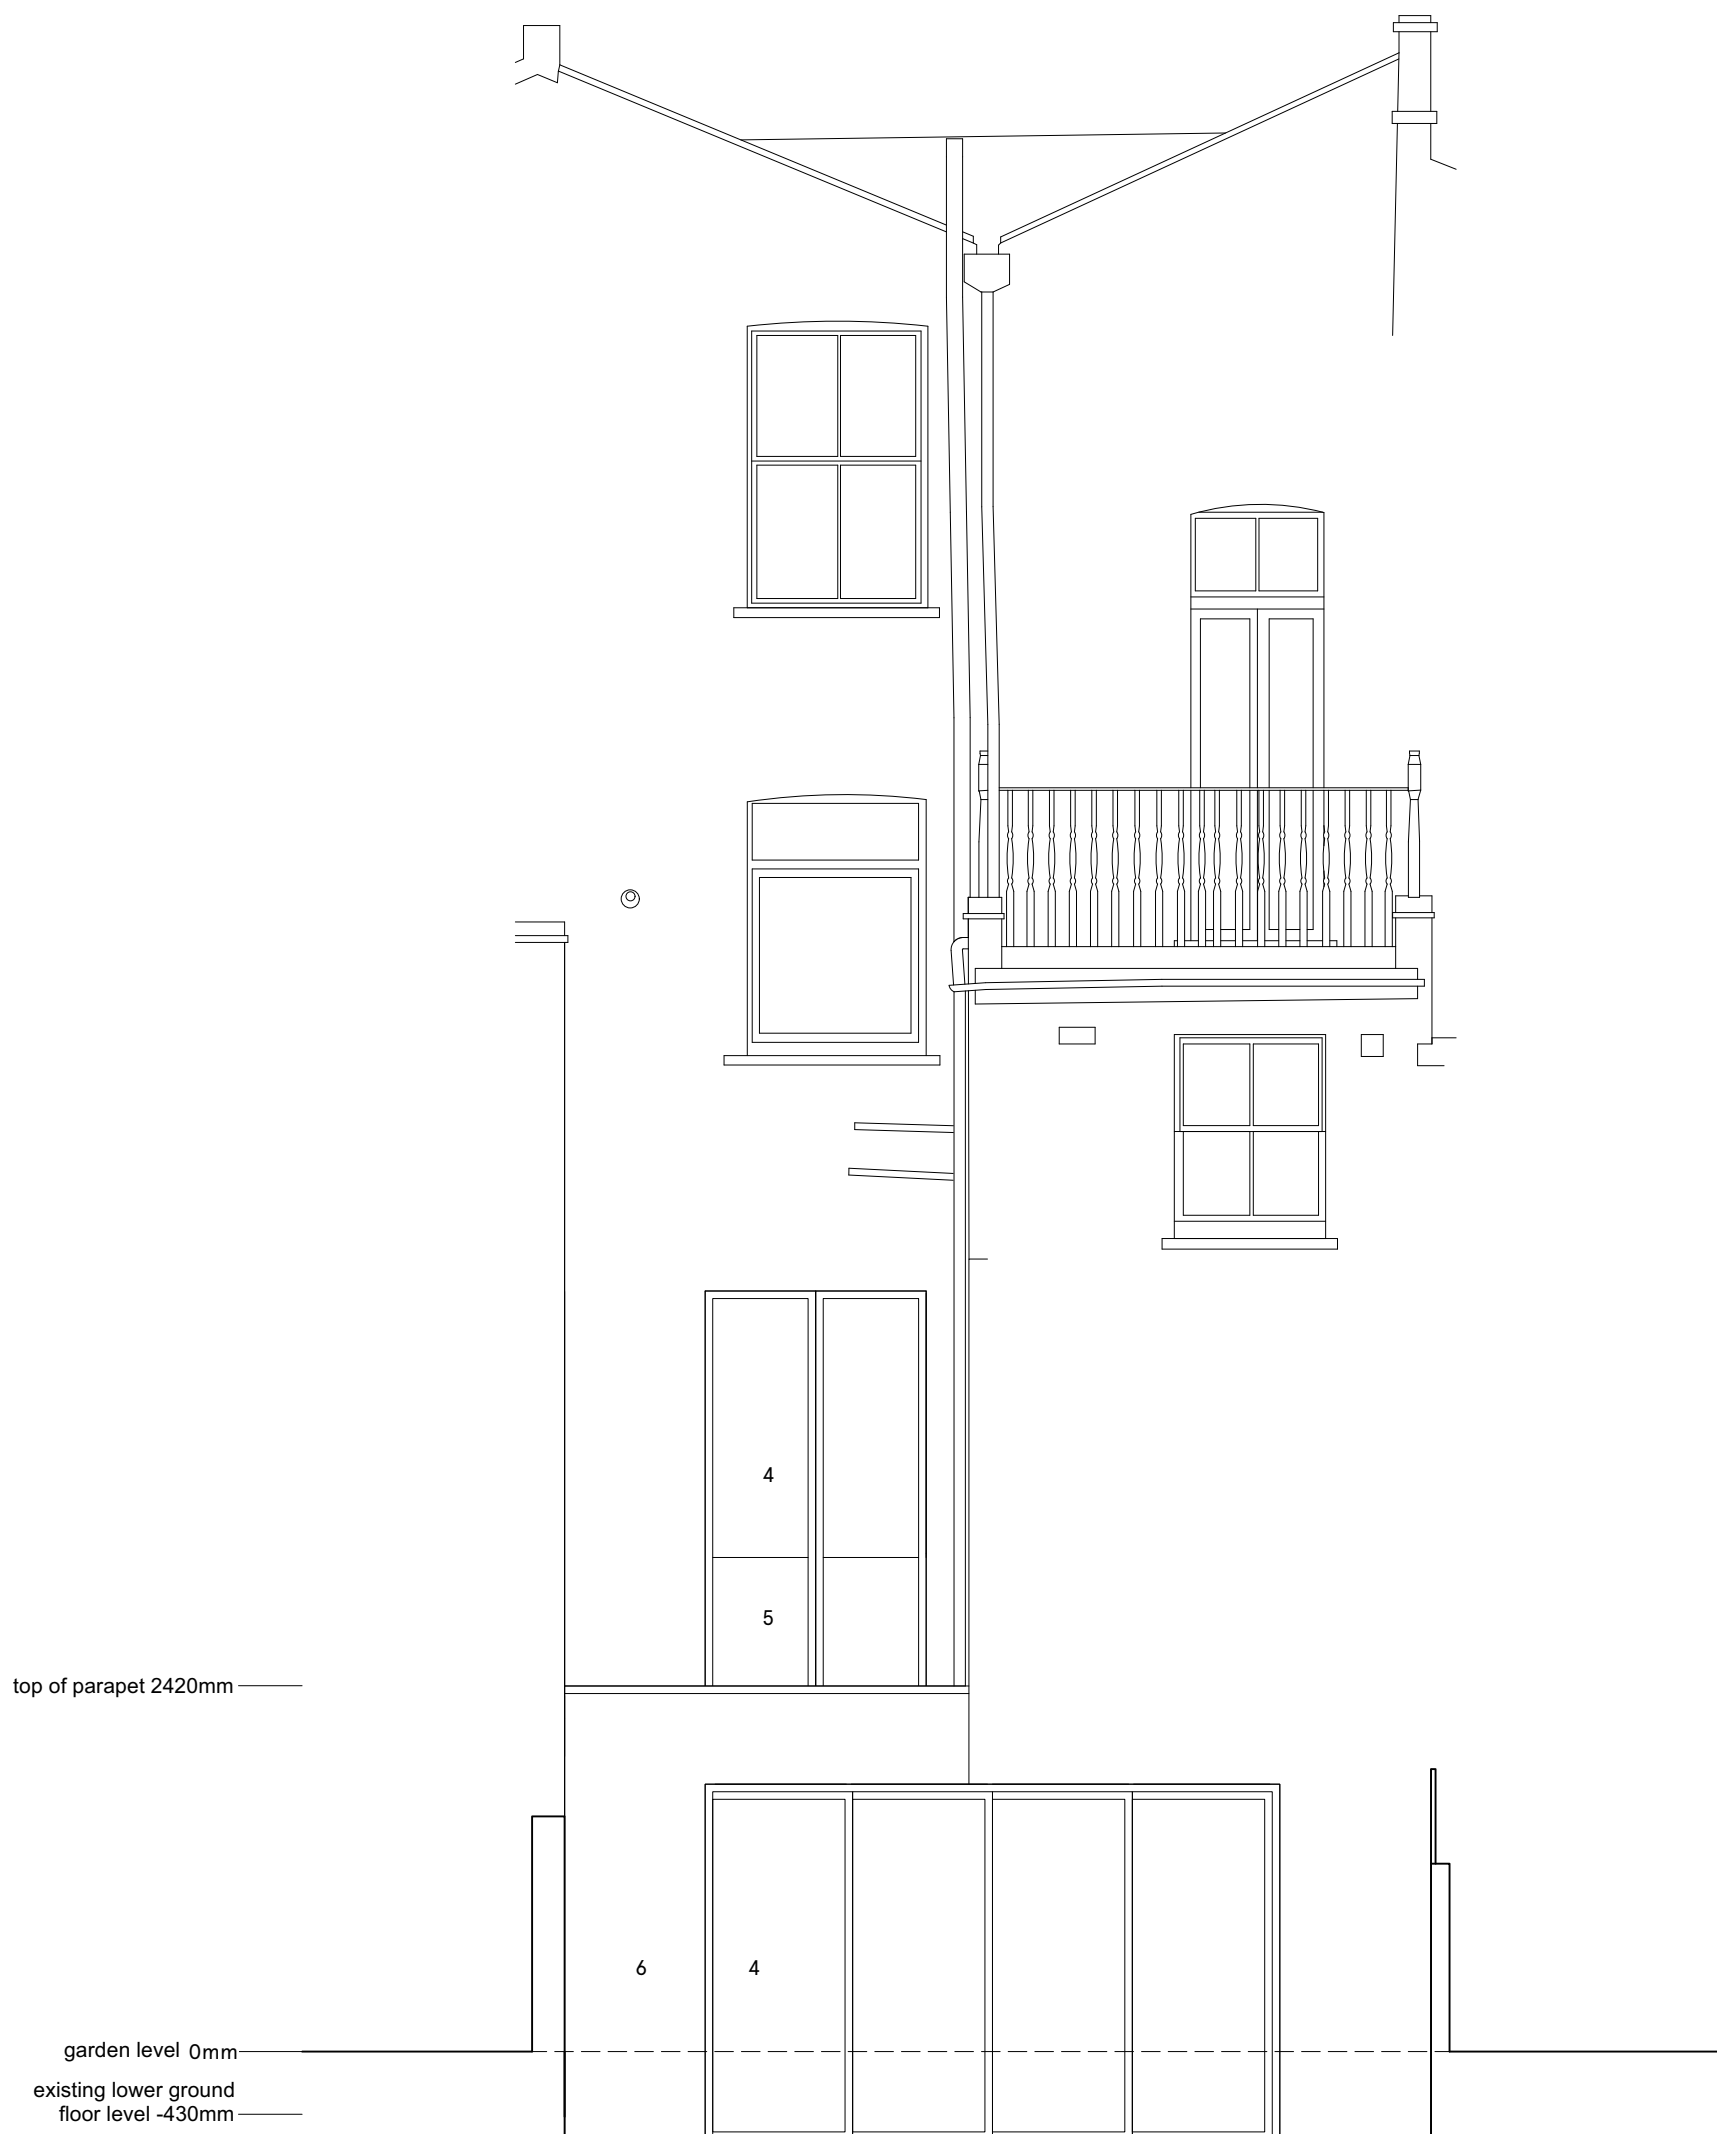 4
5
top of parapet 2420mm
6
4
garden level 0mm
existing lower ground
floor level -430mm